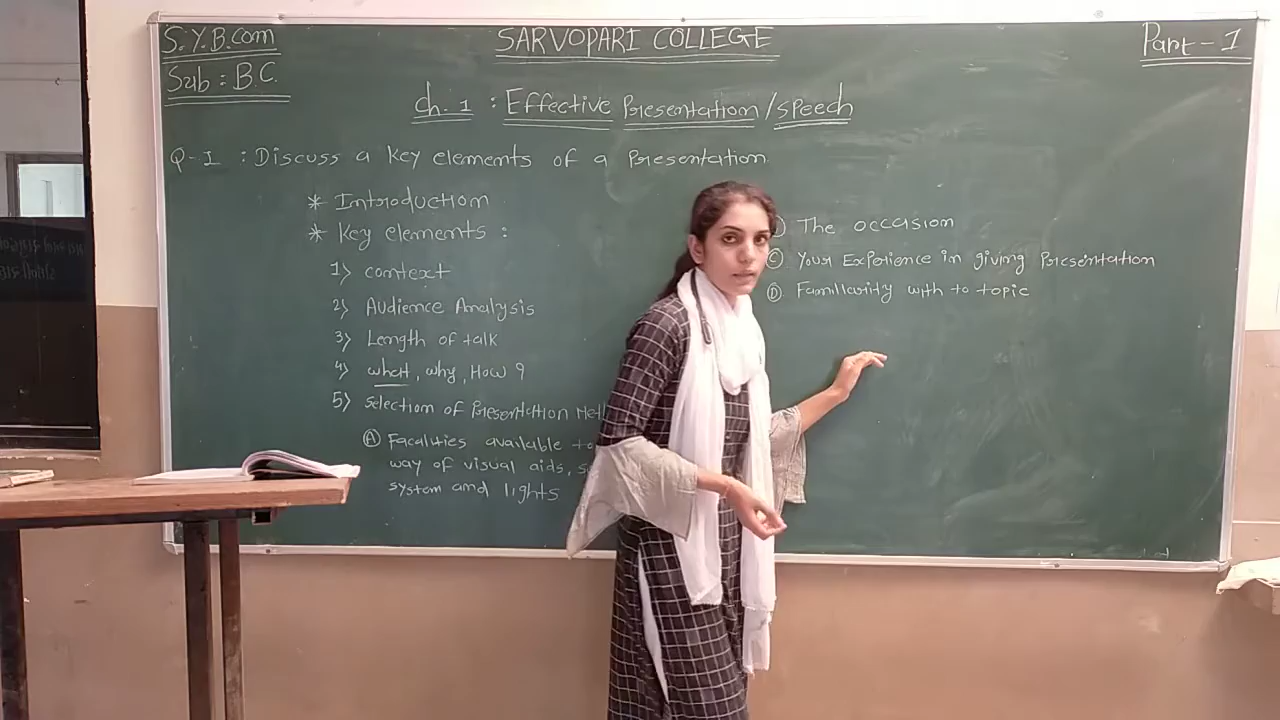 S.Y.B.com
SARVOPARI COLLEGE
Part - 1
Sub : B.C.
Ch. 1 : Effective Presentation/speech
Q-1 : Discuss a key elements of a Presentation.
* Introduction
* Key elements :
1) context
2) Audience Analysis
3) Length of talk
4) what, why, How ?
5) Selection of Presentation
(A) Facalities available to
way of visual aids,
system and lights
The occasion
(C) Your Experience in giving Presentation
(D) Familiarity with to topic